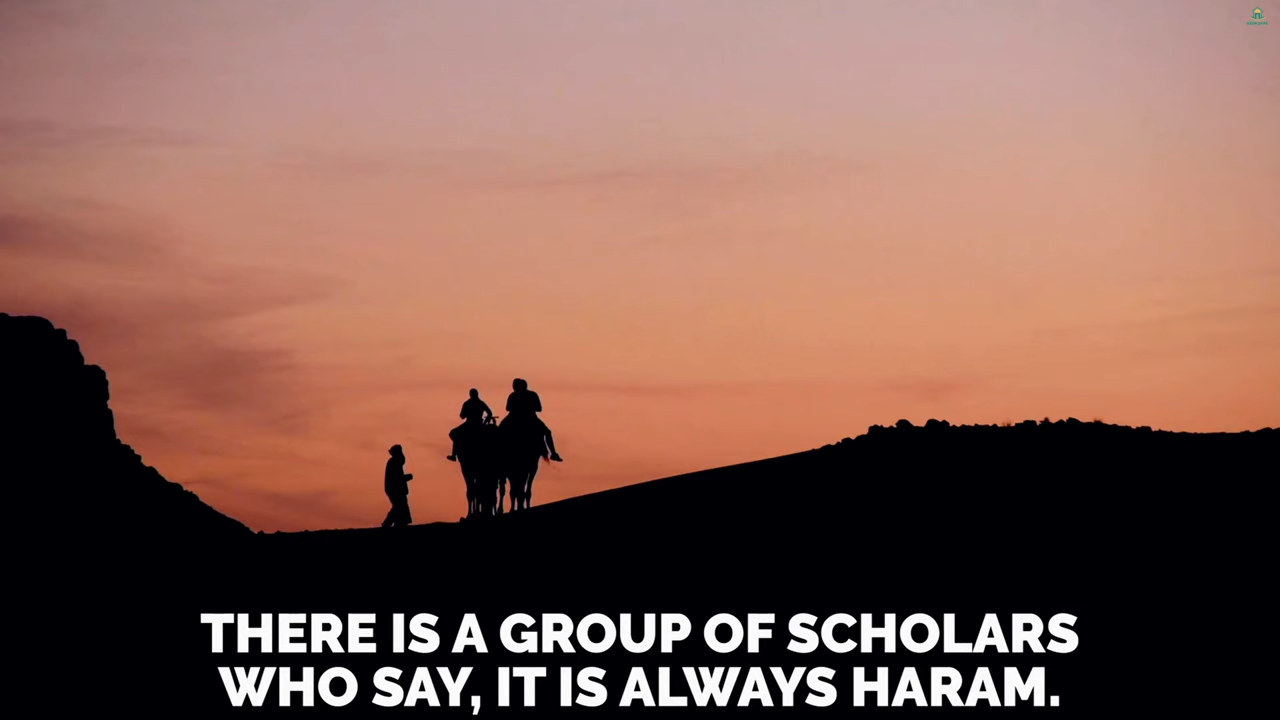 THERE IS A GROUP OF SCHOLARS
WHO SAY, IT IS ALWAYS HARAM.